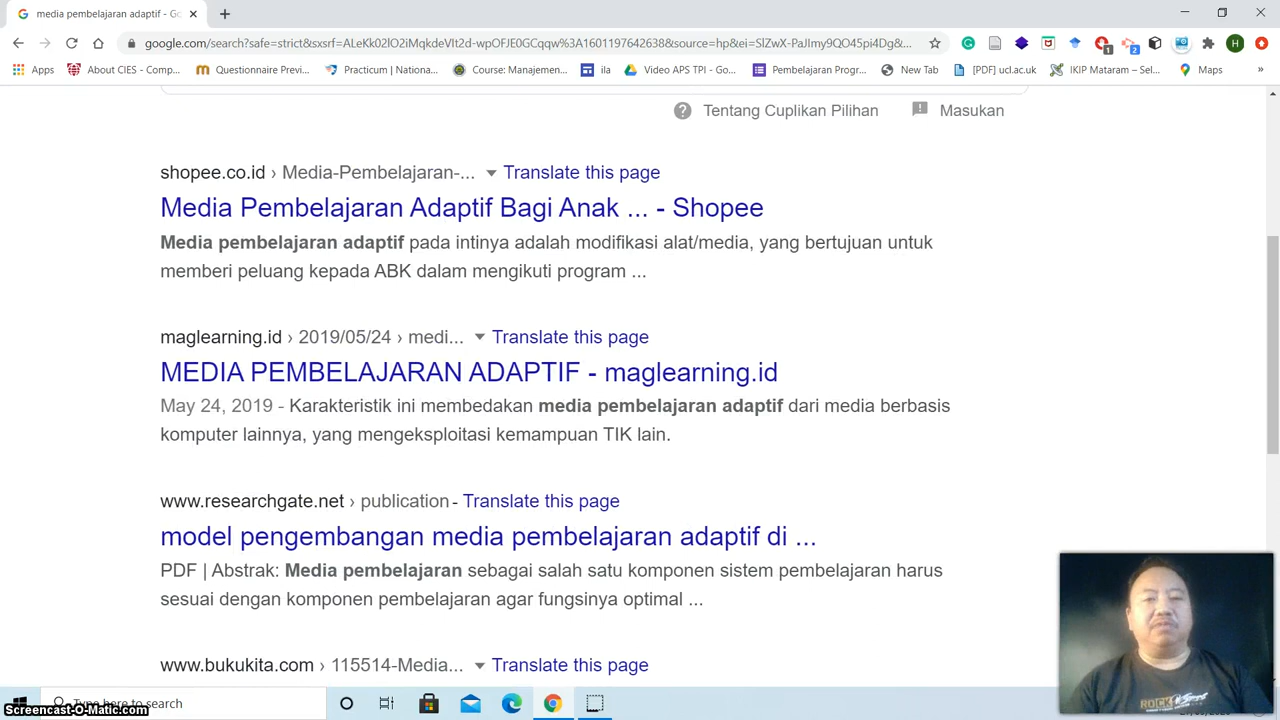 media pembelajaran adaptif - Go
google.com/search?safe=strict&sxsrf=
Apps
About CIES - Comp...
Questionnaire Previ...
Practicum | Nationa...
Course: Manajemen...
ila
Video APS TPI - Go...
Pembelajaran Progr...
New Tab
[PDF] ucl.ac.uk
IKIP Mataram – Sel...
Maps
Tentang Cuplikan Pilihan
Masukan
shopee.co.id › Media-Pembelajaran-... Translate this page
Media Pembelajaran Adaptif Bagi Anak ... - Shopee
Media pembelajaran adaptif pada intinya adalah modifikasi alat/media, yang bertujuan untuk
memberi peluang kepada ABK dalam mengikuti program ...
maglearning.id › 2019/05/24 › medi... Translate this page
MEDIA PEMBELAJARAN ADAPTIF - maglearning.id
May 24, 2019 - Karakteristik ini membedakan media pembelajaran adaptif dari media berbasis
komputer lainnya, yang mengeksploitasi kemampuan TIK lain.
www.researchgate.net › publication - Translate this page
model pengembangan media pembelajaran adaptif di ...
PDF | Abstrak: Media pembelajaran sebagai salah satu komponen sistem pembelajaran harus
sesuai dengan komponen pembelajaran agar fungsinya optimal ...
www.bukukita.com › 115514-Media... Translate this page
Type here to search
Screencast-O-Matic.com